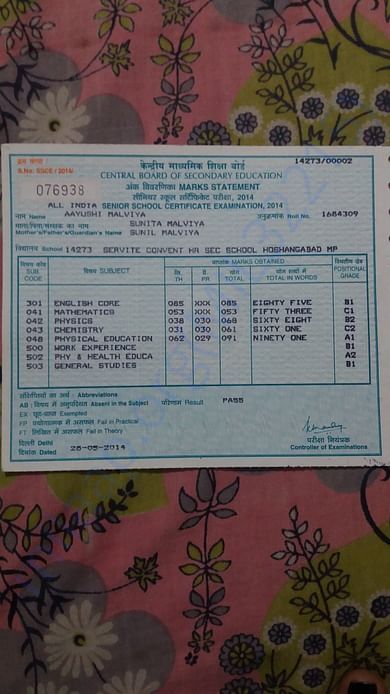 क्रम संख्या
S.No. SSCE / 2014/
076938
14273/00002
केन्द्रीय माध्यमिक शिक्षा बोर्ड
CENTRAL BOARD OF SECONDARY EDUCATION
अंक विवरणिका MARKS STATEMENT
सीनियर स्कूल सर्टिफिकेट परीक्षा, 2014
ALL INDIA SENIOR SCHOOL CERTIFICATE EXAMINATION, 2014
नाम Name AAYUSHI MALVIYA अनुक्रमांक Roll No. 1684309
माता/पिता/संरक्षक का नाम SUNITA MALVIYA
Mother's/Father's/Guardian's Name SUNIL MALVIYA
विद्यालय School 14273 SERVITE CONVENT HR SEC SCHOOL HOSHANGABAD MP
विषय कोड SUB CODE विषय SUBJECT प्राप्तांक MARKS OBTAINED
TH PR योग TOTAL योग शब्दों में TOTAL IN WORDS POSITIONAL GRADE
301 ENGLISH CORE 085 XXX 085 EIGHTY FIVE B1
041 MATHEMATICS 053 XXX 053 FIFTY THREE C1
042 PHYSICS 038 030 068 SIXTY EIGHT B2
043 CHEMISTRY 031 030 061 SIXTY ONE C2
048 PHYSICAL EDUCATION 062 029 091 NINETY ONE A1
500 WORK EXPERIENCE B1
502 PHY & HEALTH EDUCA A2
503 GENERAL STUDIES B1
संक्षिप्तियों का अर्थ : Abbreviations
AB : विषय में अनुपस्थित Absent in the Subject परिणाम Result PASS
EX : छूट-प्राप्त Exempted
FP : प्रयोगात्मक में असफल Fail in Practical
FT : लिखित में असफल Fail in Theory
दिल्ली Delhi
दिनांक Dated 26-05-2014
परीक्षा नियंत्रक
Controller of Examinations